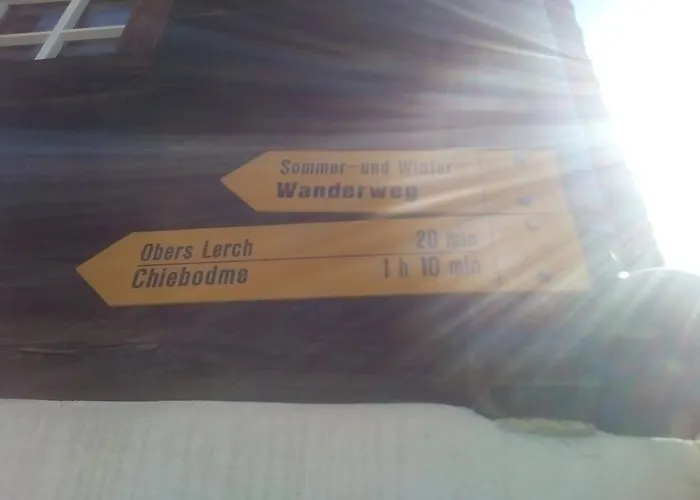 Sommer-und Winter-
Wanderweg
Obers Lerch 20 min
Chiebodme 1 h 10 min